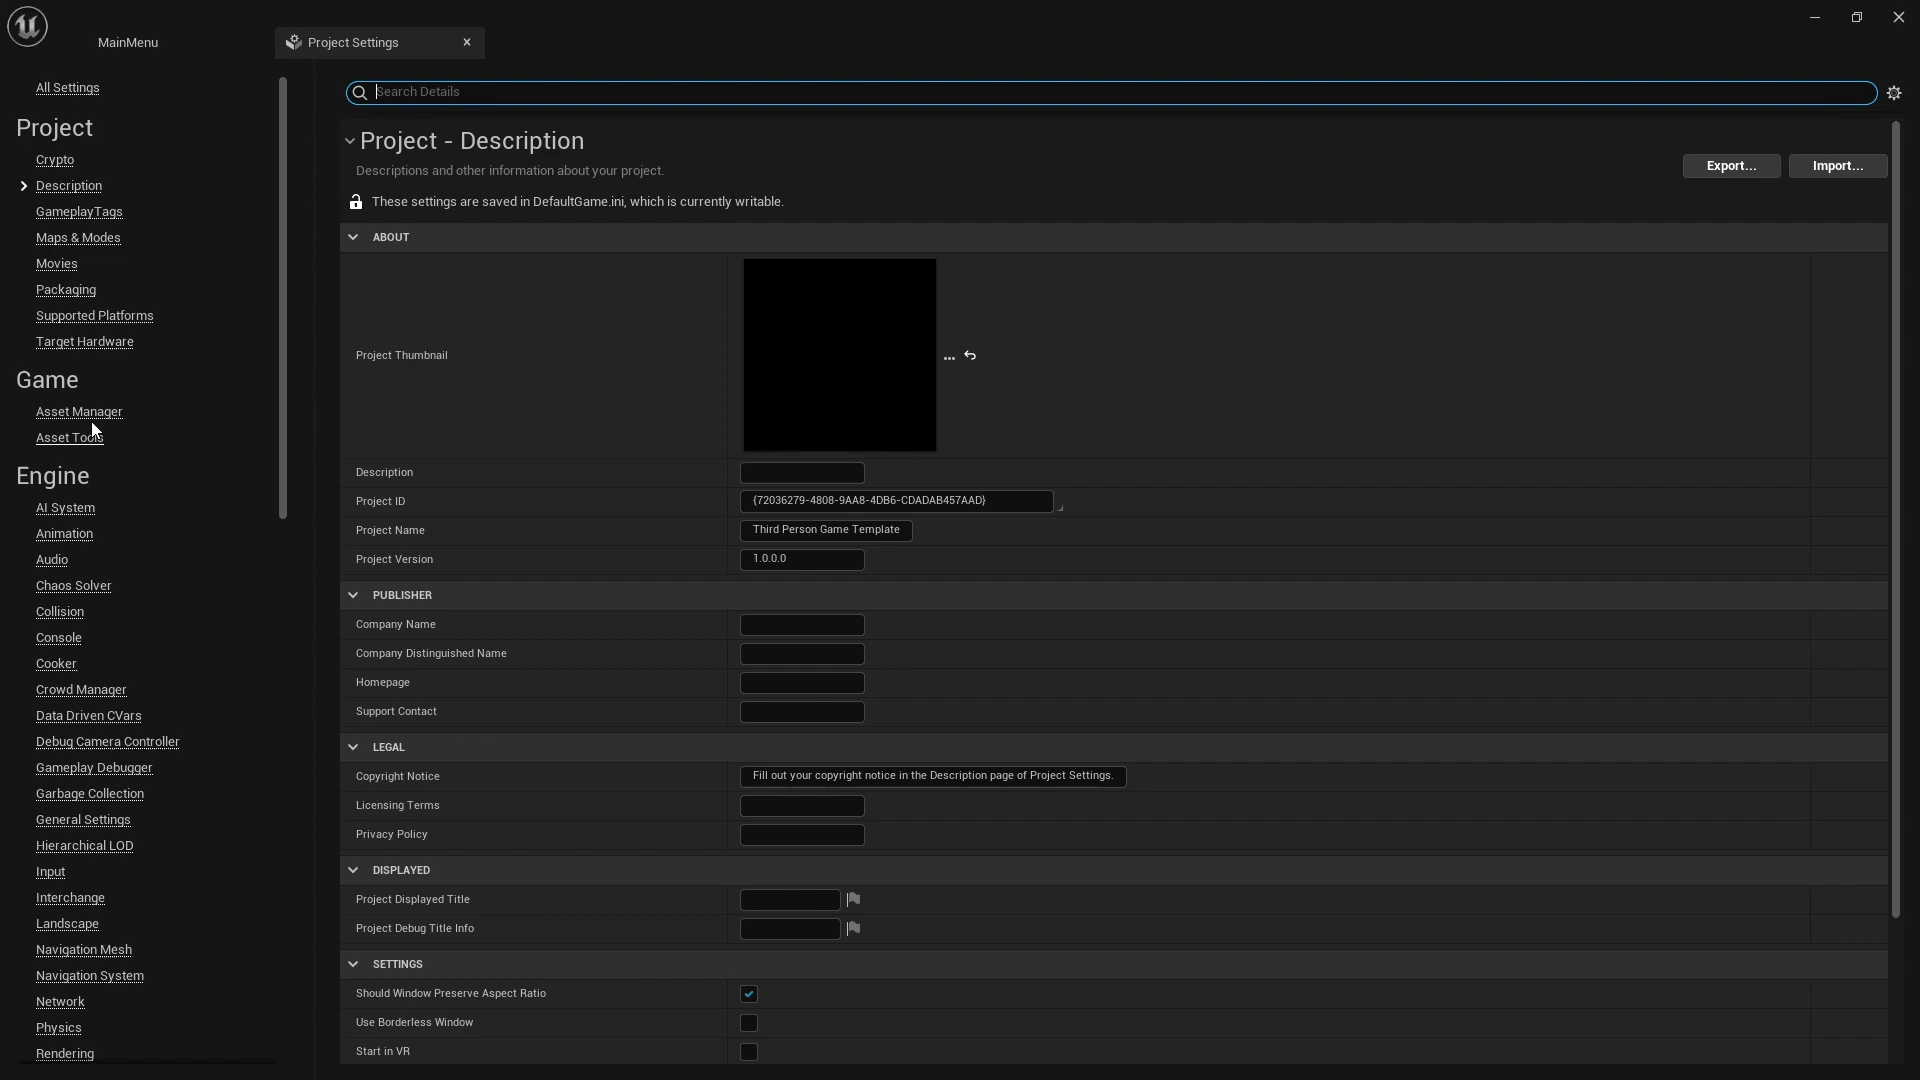 MainMenu
Project Settings
All Settings
Project
Crypto
Description
GameplayTags
Maps & Modes
Movies
Packaging
Supported Platforms
Target Hardware
Game
Asset Manager
Asset Tools
Engine
AI System
Animation
Audio
Chaos Solver
Collision
Console
Cooker
Crowd Manager
Data Driven CVars
Debug Camera Controller
Gameplay Debugger
Garbage Collection
General Settings
Hierarchical LOD
Input
Interchange
Landscape
Navigation Mesh
Navigation System
Network
Physics
Rendering
Search Details
Project - Description
Descriptions and other information about your project.
Export...
Import...
These settings are saved in DefaultGame.ini, which is currently writable.
ABOUT
Project Thumbnail
Description
Project ID {72036279-4808-9AA8-4DB6-CDADAB457AAD}
Project Name Third Person Game Template
Project Version 1.0.0.0
PUBLISHER
Company Name
Company Distinguished Name
Homepage
Support Contact
LEGAL
Copyright Notice Fill out your copyright notice in the Description page of Project Settings.
Licensing Terms
Privacy Policy
DISPLAYED
Project Displayed Title
Project Debug Title Info
SETTINGS
Should Window Preserve Aspect Ratio
Use Borderless Window
Start in VR